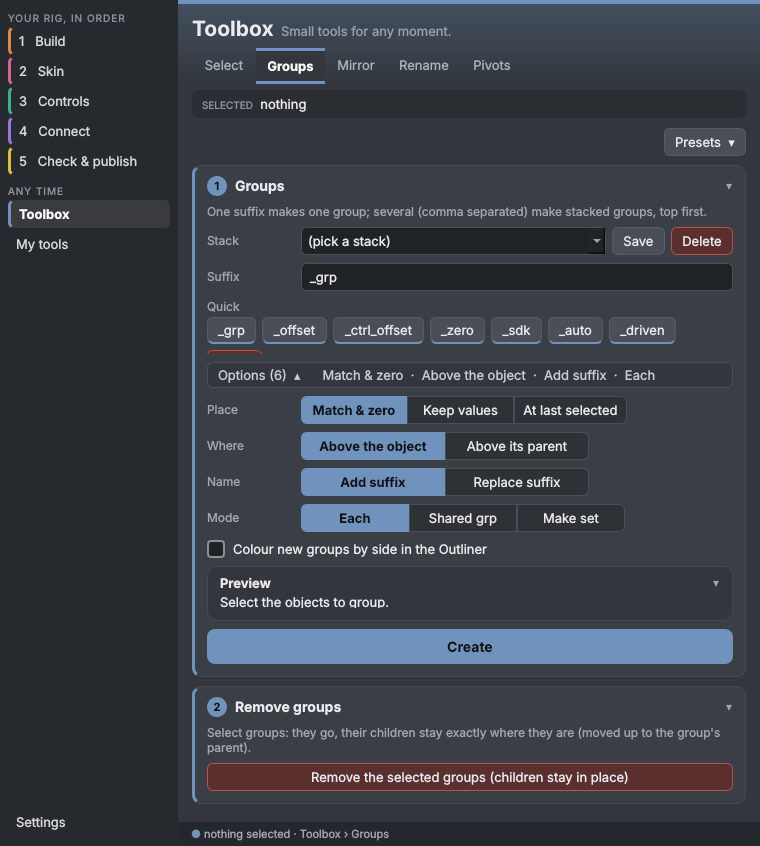 YOUR RIG, IN ORDER
1 Build
2 Skin
3 Controls
4 Connect
5 Check & publish
ANY TIME
Toolbox
My tools
Settings
Toolbox Small tools for any moment.
Select Groups Mirror Rename Pivots
SELECTED nothing
Presets ▾
1 Groups ▾
One suffix makes one group; several (comma separated) make stacked groups, top first.
Stack (pick a stack) Save Delete
Suffix _grp
Quick
_grp _offset _ctrl_offset _zero _sdk _auto _driven
Options (6) ▴ Match & zero · Above the object · Add suffix · Each
Place Match & zero Keep values At last selected
Where Above the object Above its parent
Name Add suffix Replace suffix
Mode Each Shared grp Make set
Colour new groups by side in the Outliner
Preview ▾
Select the objects to group.
Create
2 Remove groups ▾
Select groups: they go, their children stay exactly where they are (moved up to the group's
parent).
Remove the selected groups (children stay in place)
nothing selected · Toolbox › Groups